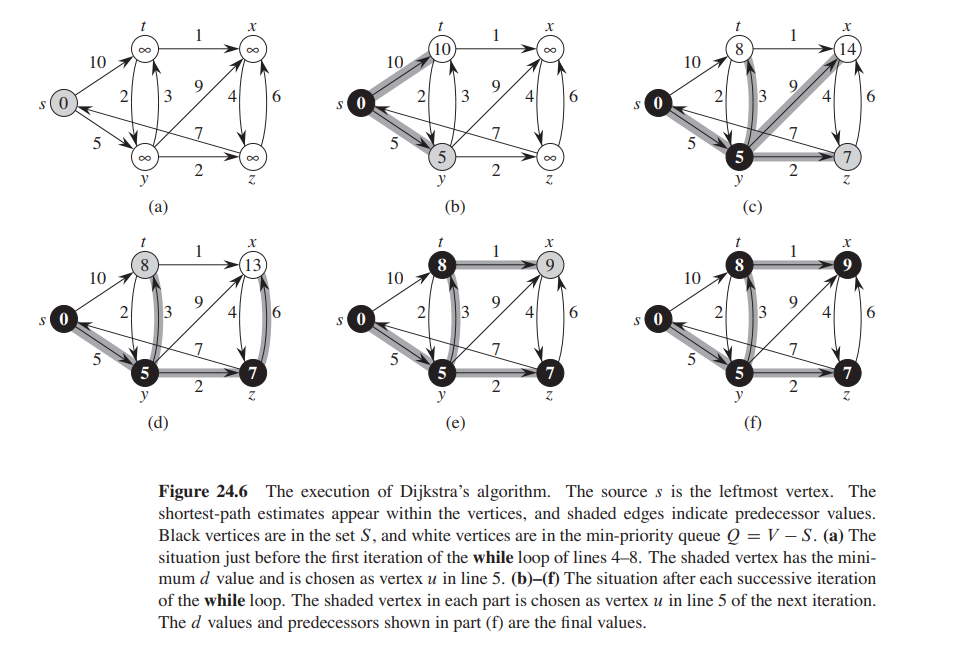 t x
1
∞ ∞
10
2 3 9 4 6
s 0
7
5
∞ ∞
2
y z
(a)
t x
1
10 ∞
10
2 3 9 4 6
s 0
7
5
5 ∞
2
y z
(b)
t x
1
8 14
10
2 3 9 4 6
s 0
7
5
5 7
2
y z
(c)
t x
1
8 13
10
2 3 9 4 6
s 0
7
5
5 7
2
y z
(d)
t x
1
8 9
10
2 3 9 4 6
s 0
7
5
5 7
2
y z
(e)
t x
1
8 9
10
2 3 9 4 6
s 0
7
5
5 7
2
y z
(f)
Figure 24.6 The execution of Dijkstra's algorithm. The source s is the leftmost vertex. The
shortest-path estimates appear within the vertices, and shaded edges indicate predecessor values.
Black vertices are in the set S, and white vertices are in the min-priority queue Q = V − S. (a) The
situation just before the first iteration of the while loop of lines 4–8. The shaded vertex has the mini-
mum d value and is chosen as vertex u in line 5. (b)–(f) The situation after each successive iteration
of the while loop. The shaded vertex in each part is chosen as vertex u in line 5 of the next iteration.
The d values and predecessors shown in part (f) are the final values.